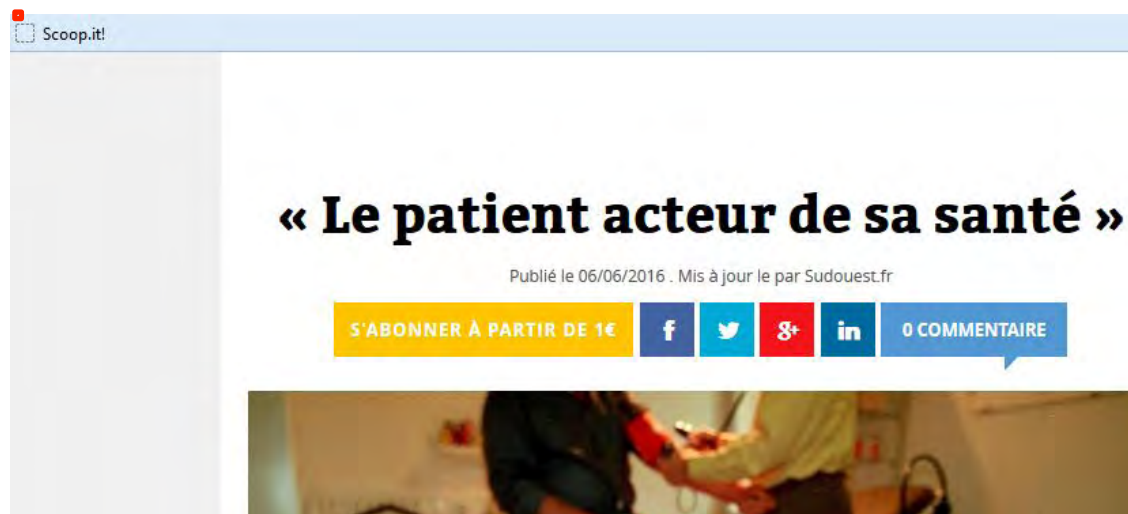 Scoop.it!
« Le patient acteur de sa santé »
Publié le 06/06/2016 . Mis à jour le par Sudouest.fr
S'ABONNER À PARTIR DE 1€ f g+ in 0 COMMENTAIRE